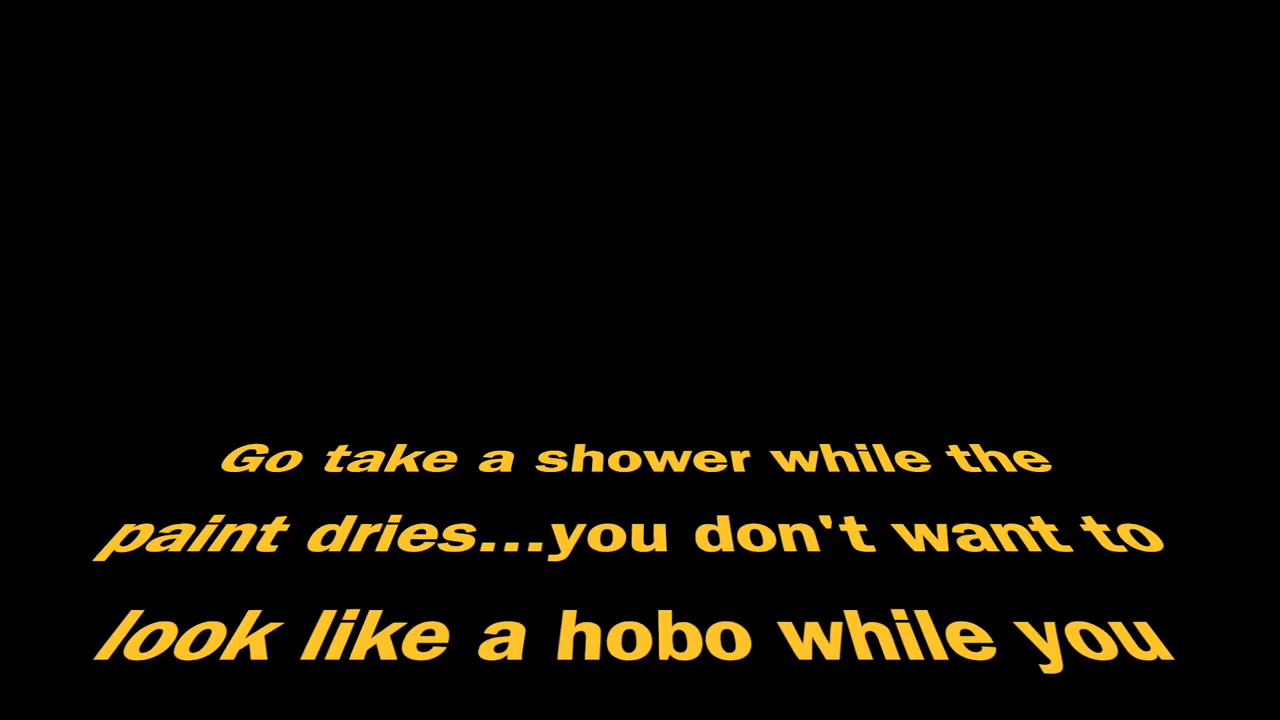 Go take a shower while the
paint dries...you don't want to
look like a hobo while you